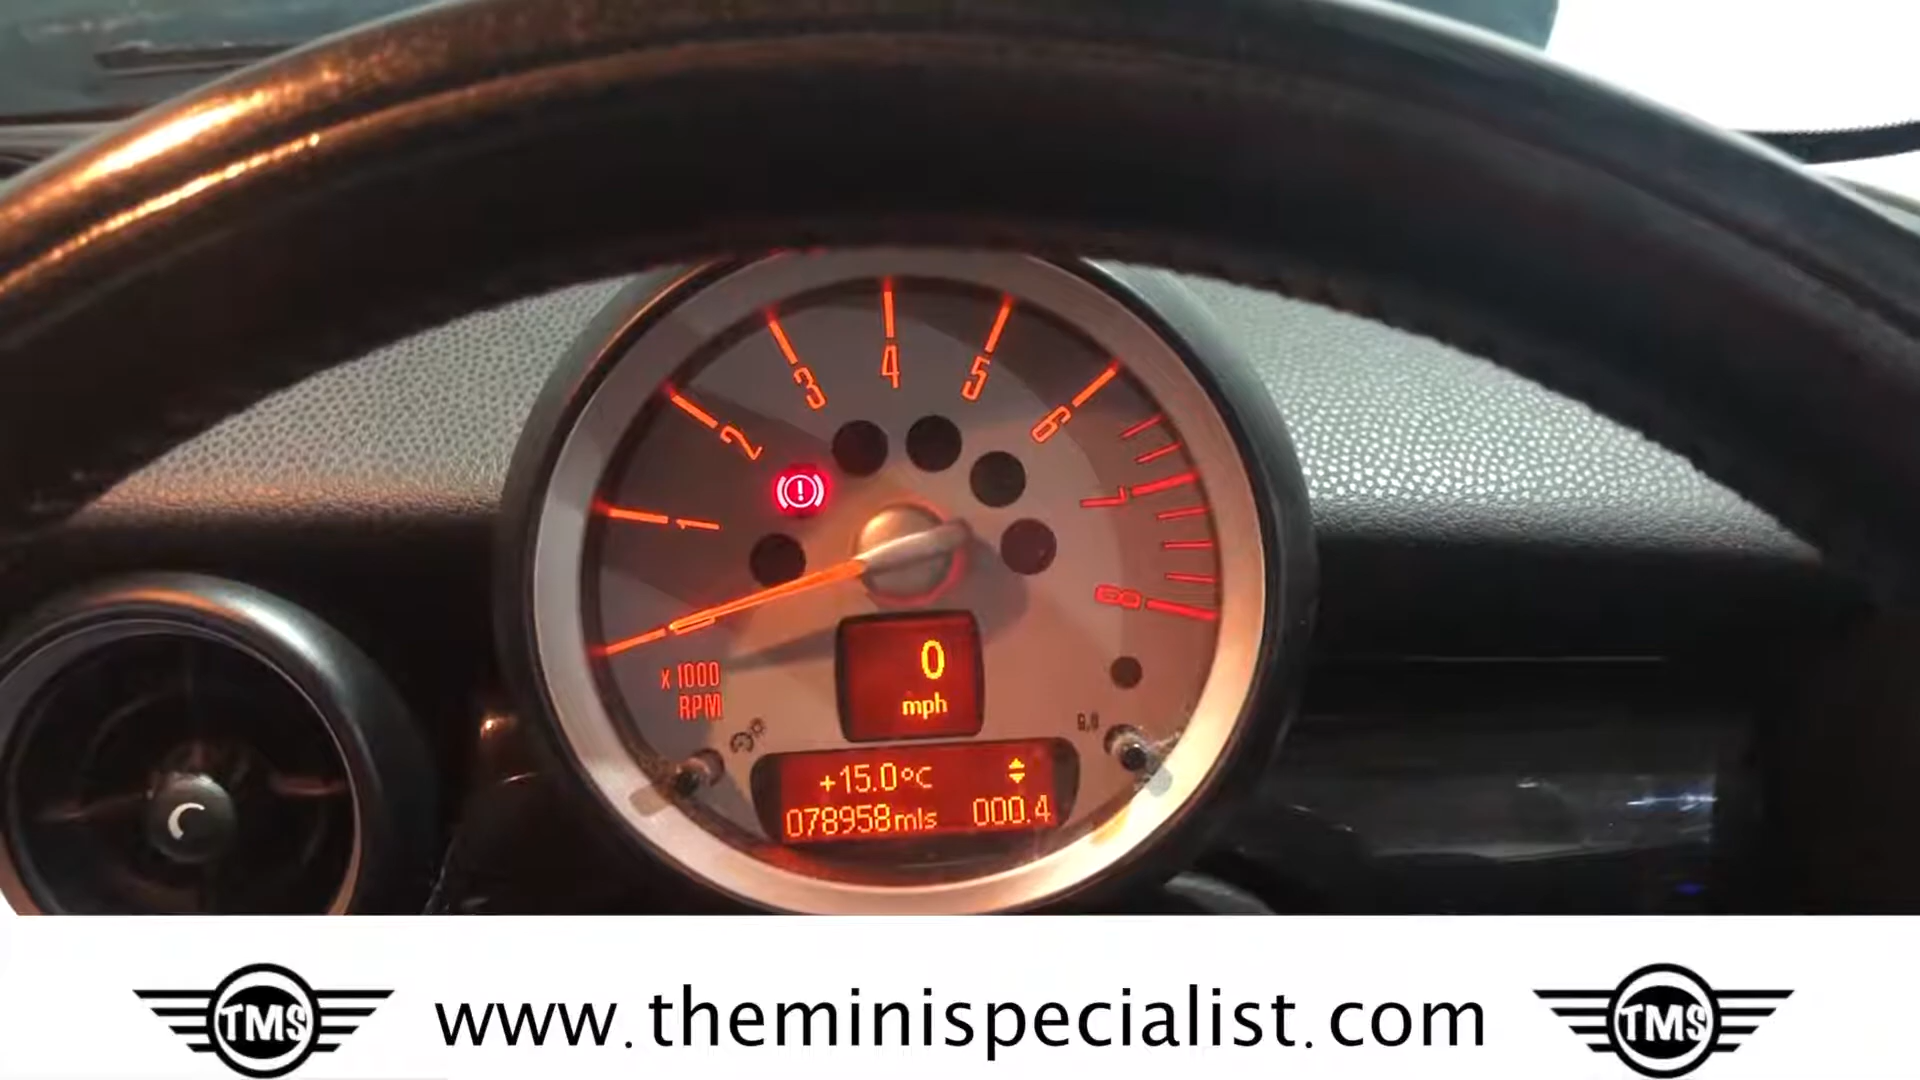 4
3
5
2
6
1
7
8
0
x 1000
RPM
0
mph
+15.0°C
078958mls 000.4
TMS
www.theminispecialist.com
TMS